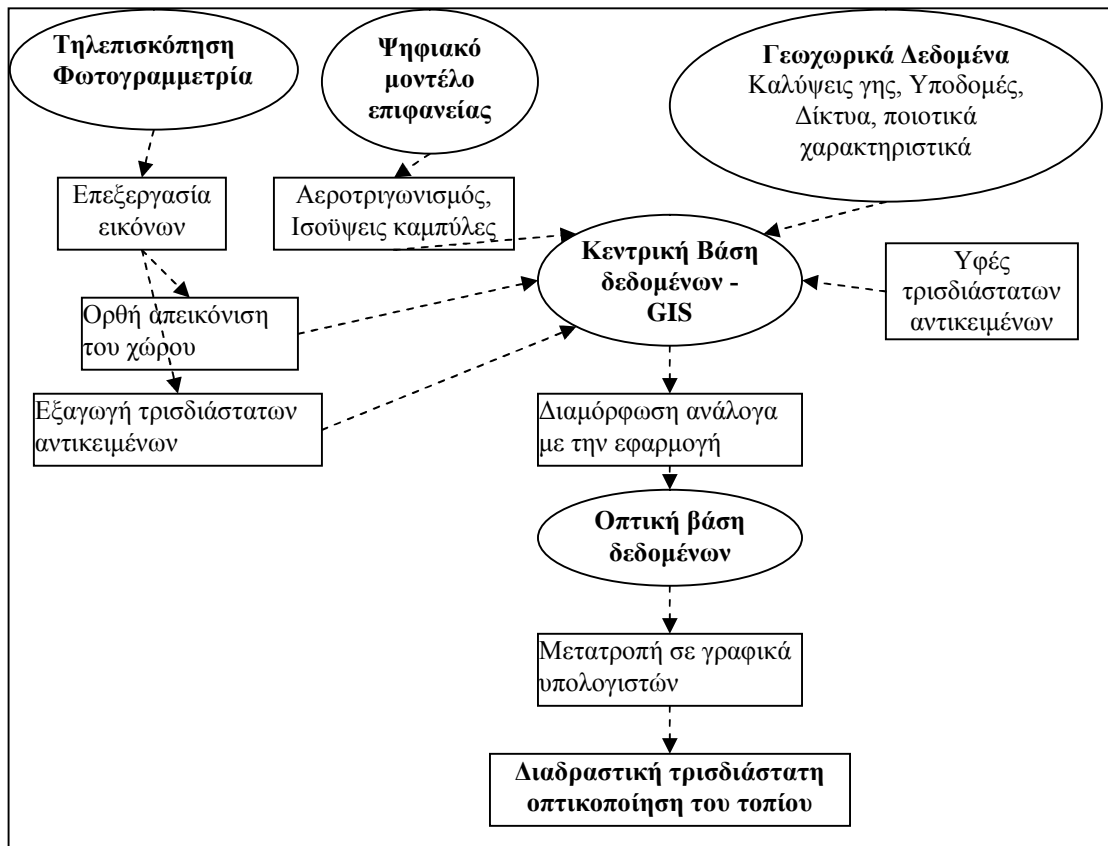 Τηλεπισκόπηση
Φωτογραμμετρία
Ψηφιακό
μοντέλο
επιφανείας
Γεωχωρικά Δεδομένα
Καλύψεις γης, Υποδομές,
Δίκτυα, ποιοτικά
χαρακτηριστικά
Επεξεργασία
εικόνων
Αεροτριγωνισμός,
Ισοϋψεις καμπύλες
Κεντρική Βάση
δεδομένων -
GIS
Υφές
τρισδιάστατων
αντικειμένων
Ορθή απεικόνιση
του χώρου
Εξαγωγή τρισδιάστατων
αντικειμένων
Διαμόρφωση ανάλογα
με την εφαρμογή
Οπτική βάση
δεδομένων
Μετατροπή σε γραφικά
υπολογιστών
Διαδραστική τρισδιάστατη
οπτικοποίηση του τοπίου